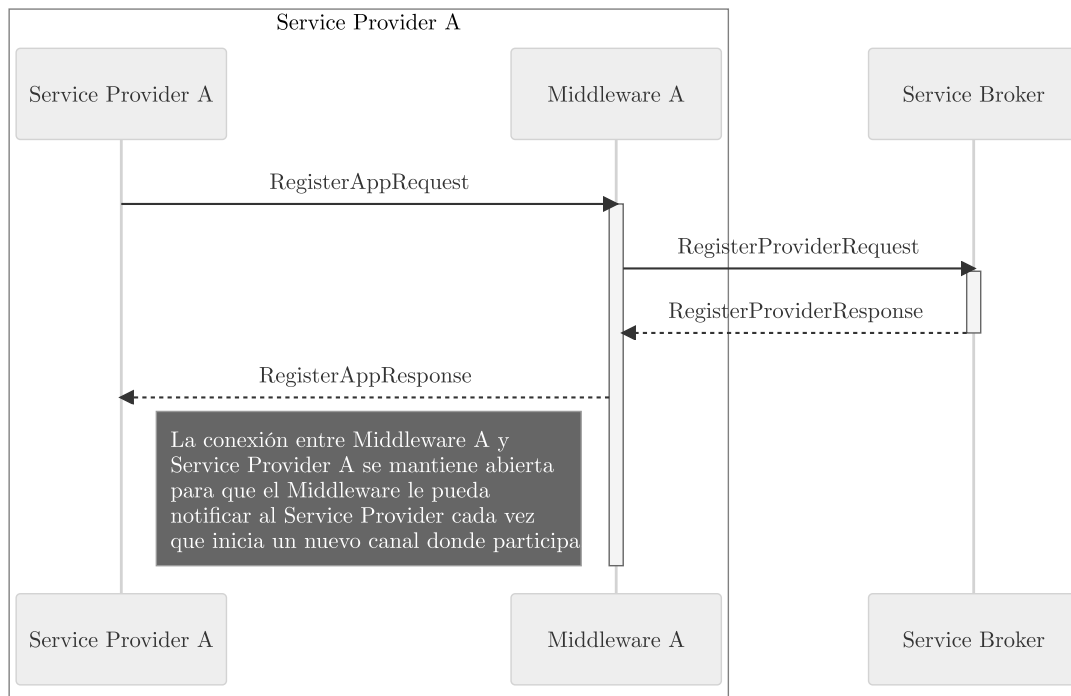 Service Provider A
Service Provider A
Middleware A
Service Broker
RegisterAppRequest
RegisterProviderRequest
RegisterProviderResponse
RegisterAppResponse
La conexión entre Middleware A y
Service Provider A se mantiene abierta
para que el Middleware le pueda
notificar al Service Provider cada vez
que inicia un nuevo canal donde participa
Service Provider A
Middleware A
Service Broker